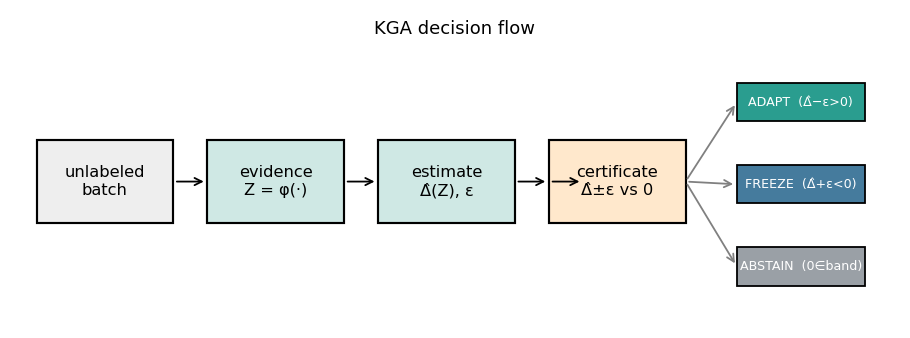 KGA decision flow
unlabeled
batch
evidence
Z = φ(·)
estimate
Δ̂(Z), ε
certificate
Δ̂±ε vs 0
ADAPT (Δ̂−ε>0)
FREEZE (Δ̂+ε<0)
ABSTAIN (0∈band)